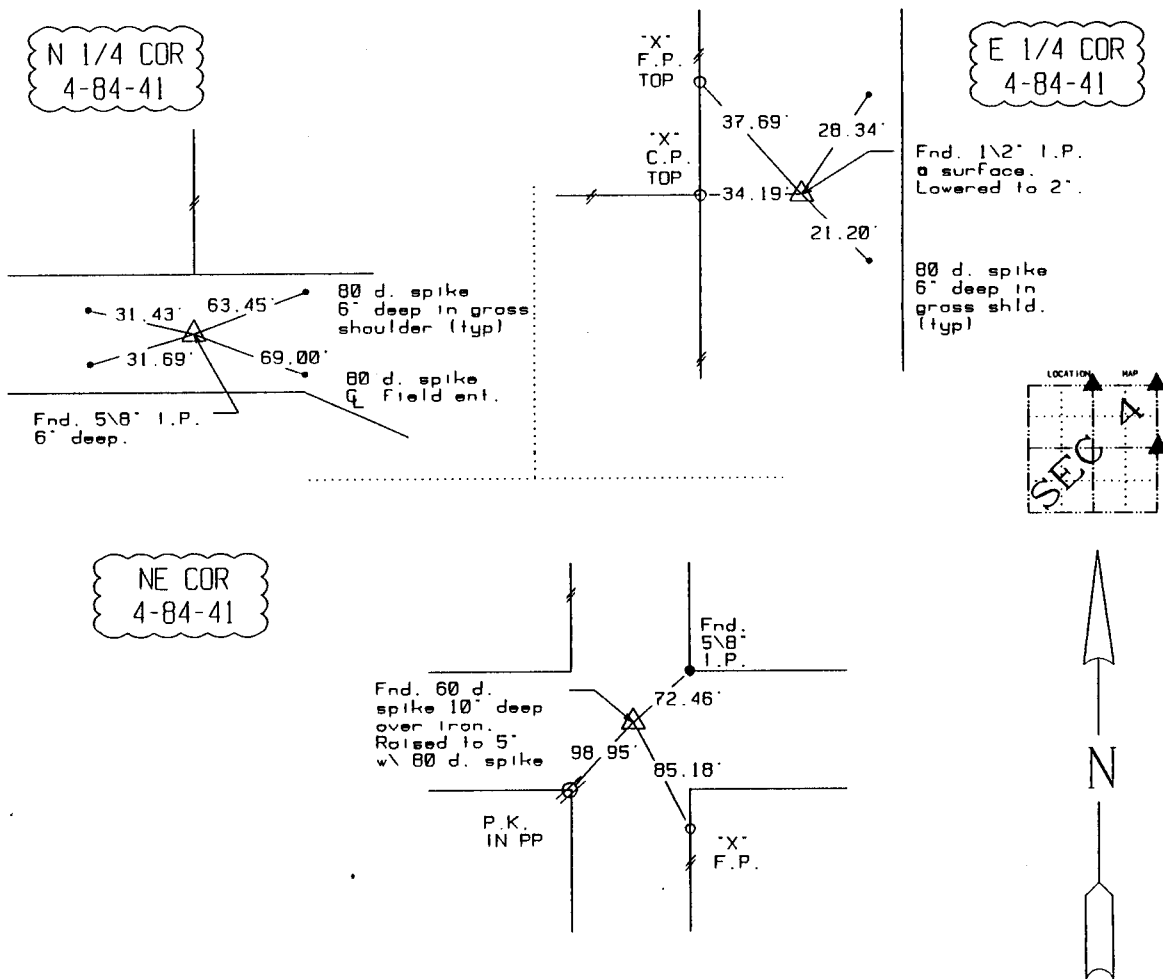 N 1/4 COR
4-84-41
31.43'
63.45'
31.69'
69.00'
80 d. spike
6" deep in grass
shoulder (typ)
80 d. spike
℄ Field ent.
Fnd. 5\8" I.P.
6" deep.
E 1/4 COR
4-84-41
"X"
F.P.
TOP
"X"
C.P.
TOP
37.69'
28.34'
34.19'
21.20'
Fnd. 1\2" I.P.
@ surface.
Lowered to 2".
80 d. spike
6" deep in
grass shld.
(typ)
LOCATION MAP
SEC 4
NE COR
4-84-41
Fnd.
5\8"
I.P.
Fnd. 60 d.
spike 10" deep
over iron.
Raised to 5"
w\ 80 d. spike
72.46'
98.95'
85.18'
P.K.
IN PP
"X"
F.P.
N